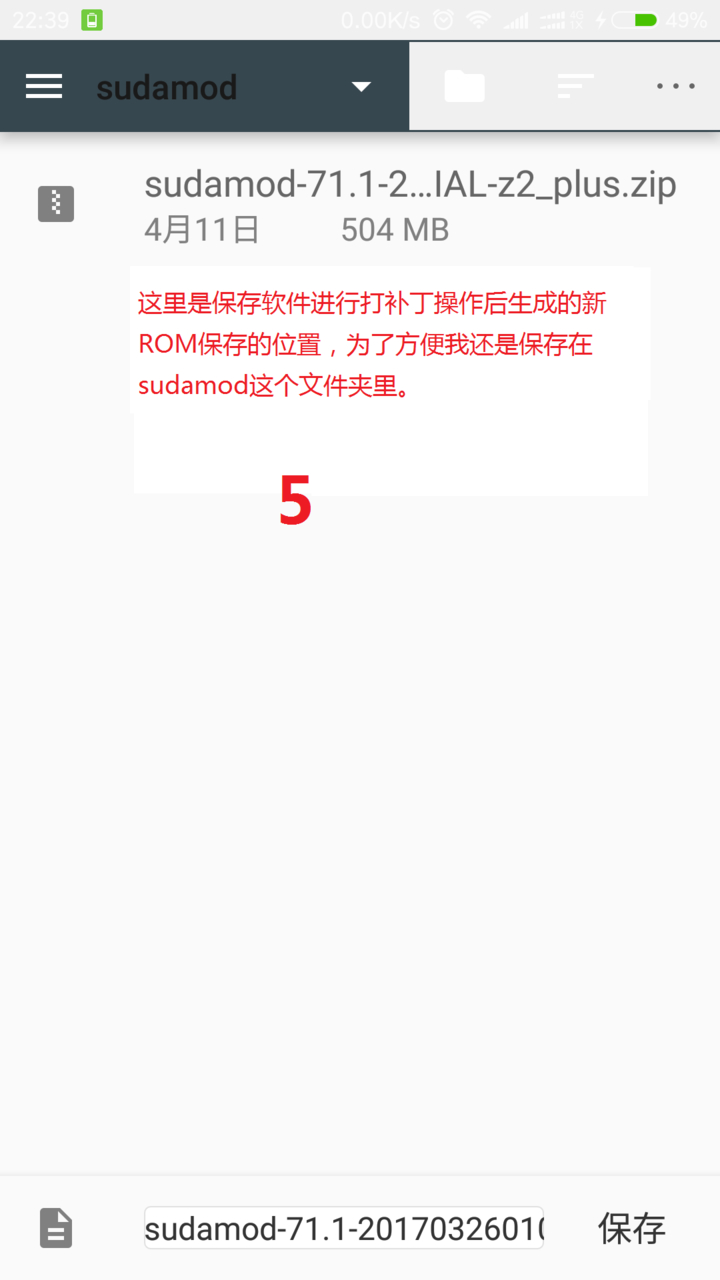 22:39
0.00K/s
4G
1X
49%
sudamod
sudamod-71.1-2...IAL-z2_plus.zip
4月11日
504 MB
这里是保存软件进行打补丁操作后生成的新
ROM保存的位置，为了方便我还是保存在
sudamod这个文件夹里。
5
sudamod-71.1-20170326010
保存